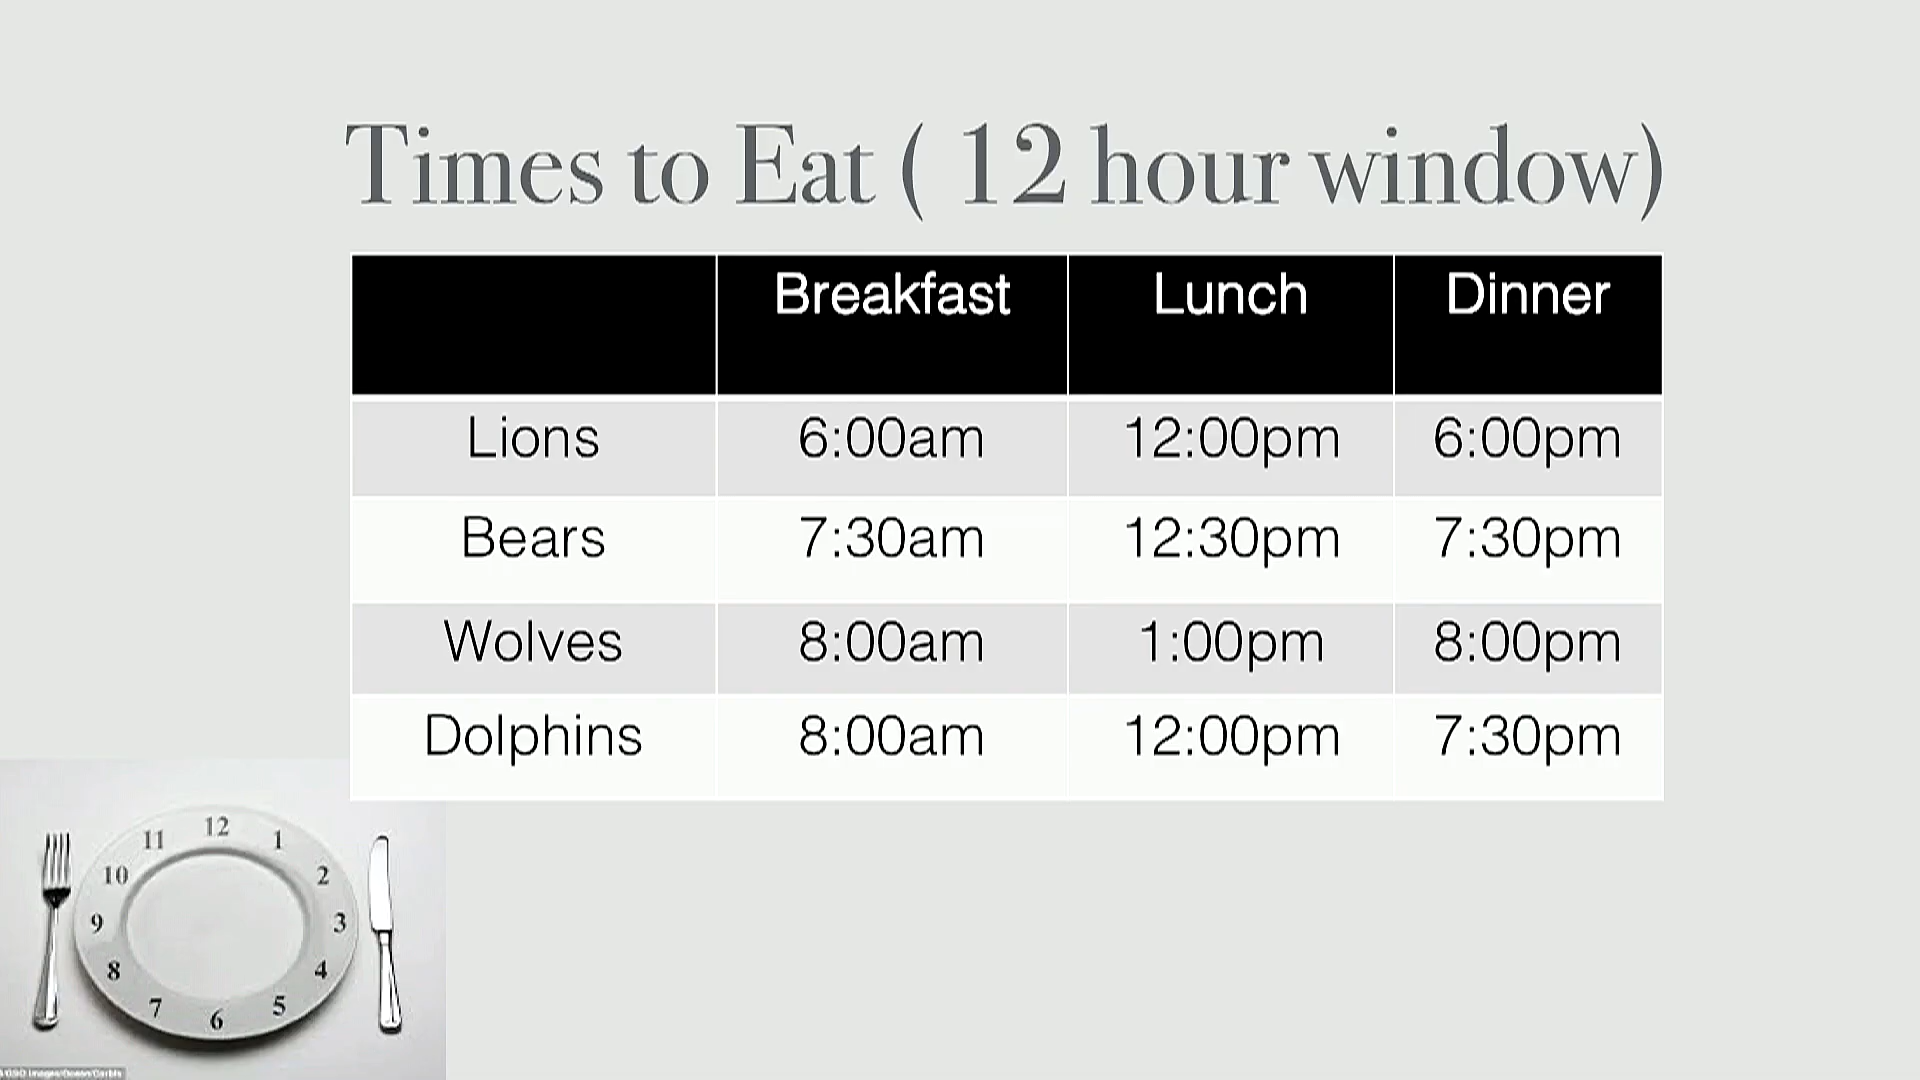 Times to Eat ( 12 hour window)
Breakfast Lunch Dinner
Lions 6:00am 12:00pm 6:00pm
Bears 7:30am 12:30pm 7:30pm
Wolves 8:00am 1:00pm 8:00pm
Dolphins 8:00am 12:00pm 7:30pm
12
11 1
10 2
9 3
8 4
7 5
6